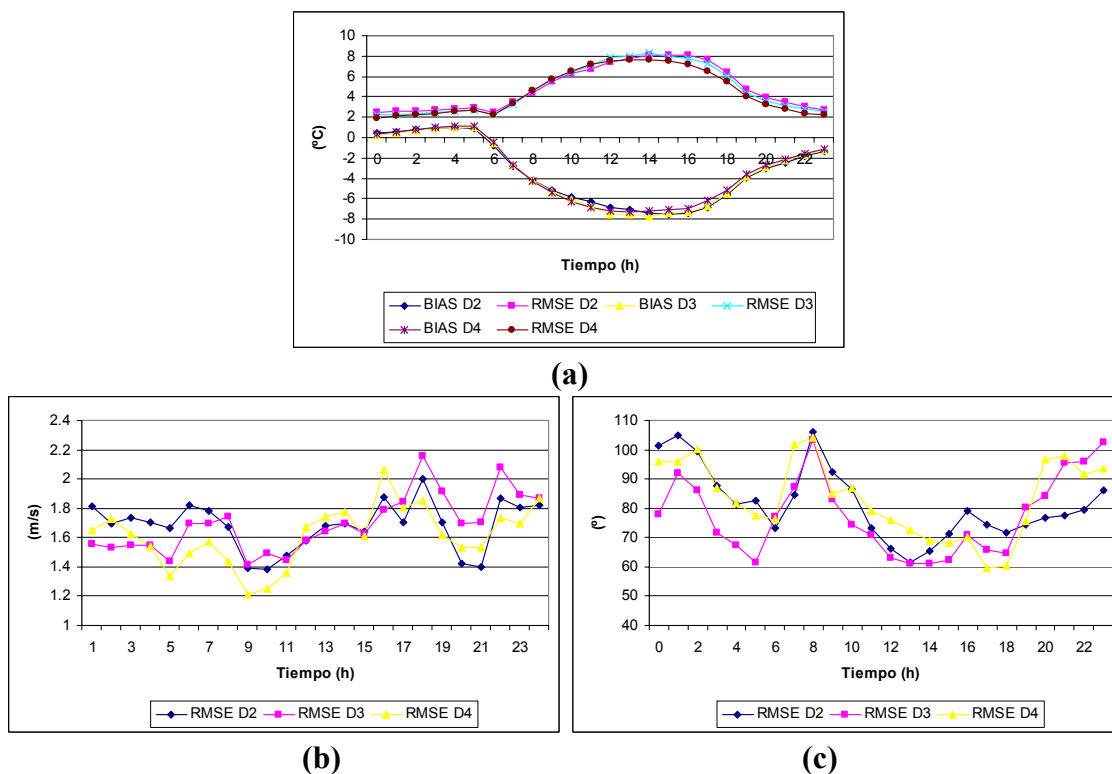 10
8
6
4
2
0
-2
-4
-6
-8
-10
(ºC)
0 2 4 6 8 10 12 14 16 18 20 22
Tiempo (h)
BIAS D2 RMSE D2 BIAS D3 RMSE D3
BIAS D4 RMSE D4
(a)
2.4
2.2
2
1.8
1.6
1.4
1.2
1
(m/s)
1 3 5 7 9 11 13 15 17 19 21 23
Tiempo (h)
RMSE D2 RMSE D3 RMSE D4
(b)
110
100
90
80
70
60
50
40
(º)
0 2 4 6 8 10 12 14 16 18 20 22
Tiempo (h)
RMSE D2 RMSE D3 RMSE D4
(c)